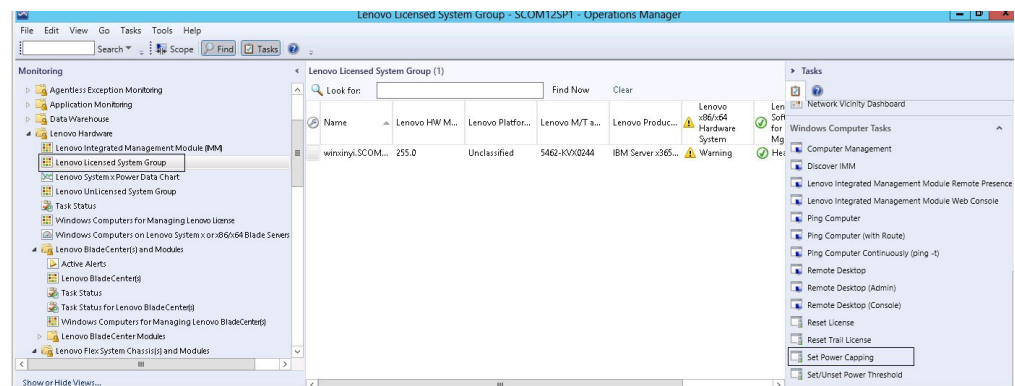 Lenovo Licensed System Group - SCOM12SP1 - Operations Manager
File Edit View Go Tasks Tools Help
Search Scope Find Tasks
Monitoring
Agentless Exception Monitoring
Application Monitoring
Data Warehouse
Lenovo Hardware
Lenovo Integrated Management Module (IMM)
Lenovo Licensed System Group
Lenovo System x Power Data Chart
Lenovo UnLicensed System Group
Task Status
Windows Computers for Managing Lenovo License
Windows Computers on Lenovo System x or x86/x64 Blade Servers
Lenovo BladeCenter(s) and Modules
Active Alerts
Lenovo BladeCenter(s)
Task Status
Task Status for Lenovo BladeCenter(s)
Windows Computers for Managing Lenovo BladeCenter(s)
Lenovo BladeCenter Modules
Lenovo Flex System Chassis(s) and Modules
Show or Hide Views...
Lenovo Licensed System Group (1)
Look for: Find Now Clear
Name Lenovo HW M... Lenovo Platfor... Lenovo M/T a... Lenovo Produc...
Lenovo
x86/x64
Hardware
System
Len
Sof
for
Mg
winxinyi.SCOM... 255.0 Unclassified 5462-KVX0244 IBM Server x365... Warning Hea
Tasks
Network Vicinity Dashboard
Windows Computer Tasks
Computer Management
Discover IMM
Lenovo Integrated Management Module Remote Presence
Lenovo Integrated Management Module Web Console
Ping Computer
Ping Computer (with Route)
Ping Computer Continuously (ping -t)
Remote Desktop
Remote Desktop (Admin)
Remote Desktop (Console)
Reset License
Reset Trail License
Set Power Capping
Set/Unset Power Threshold